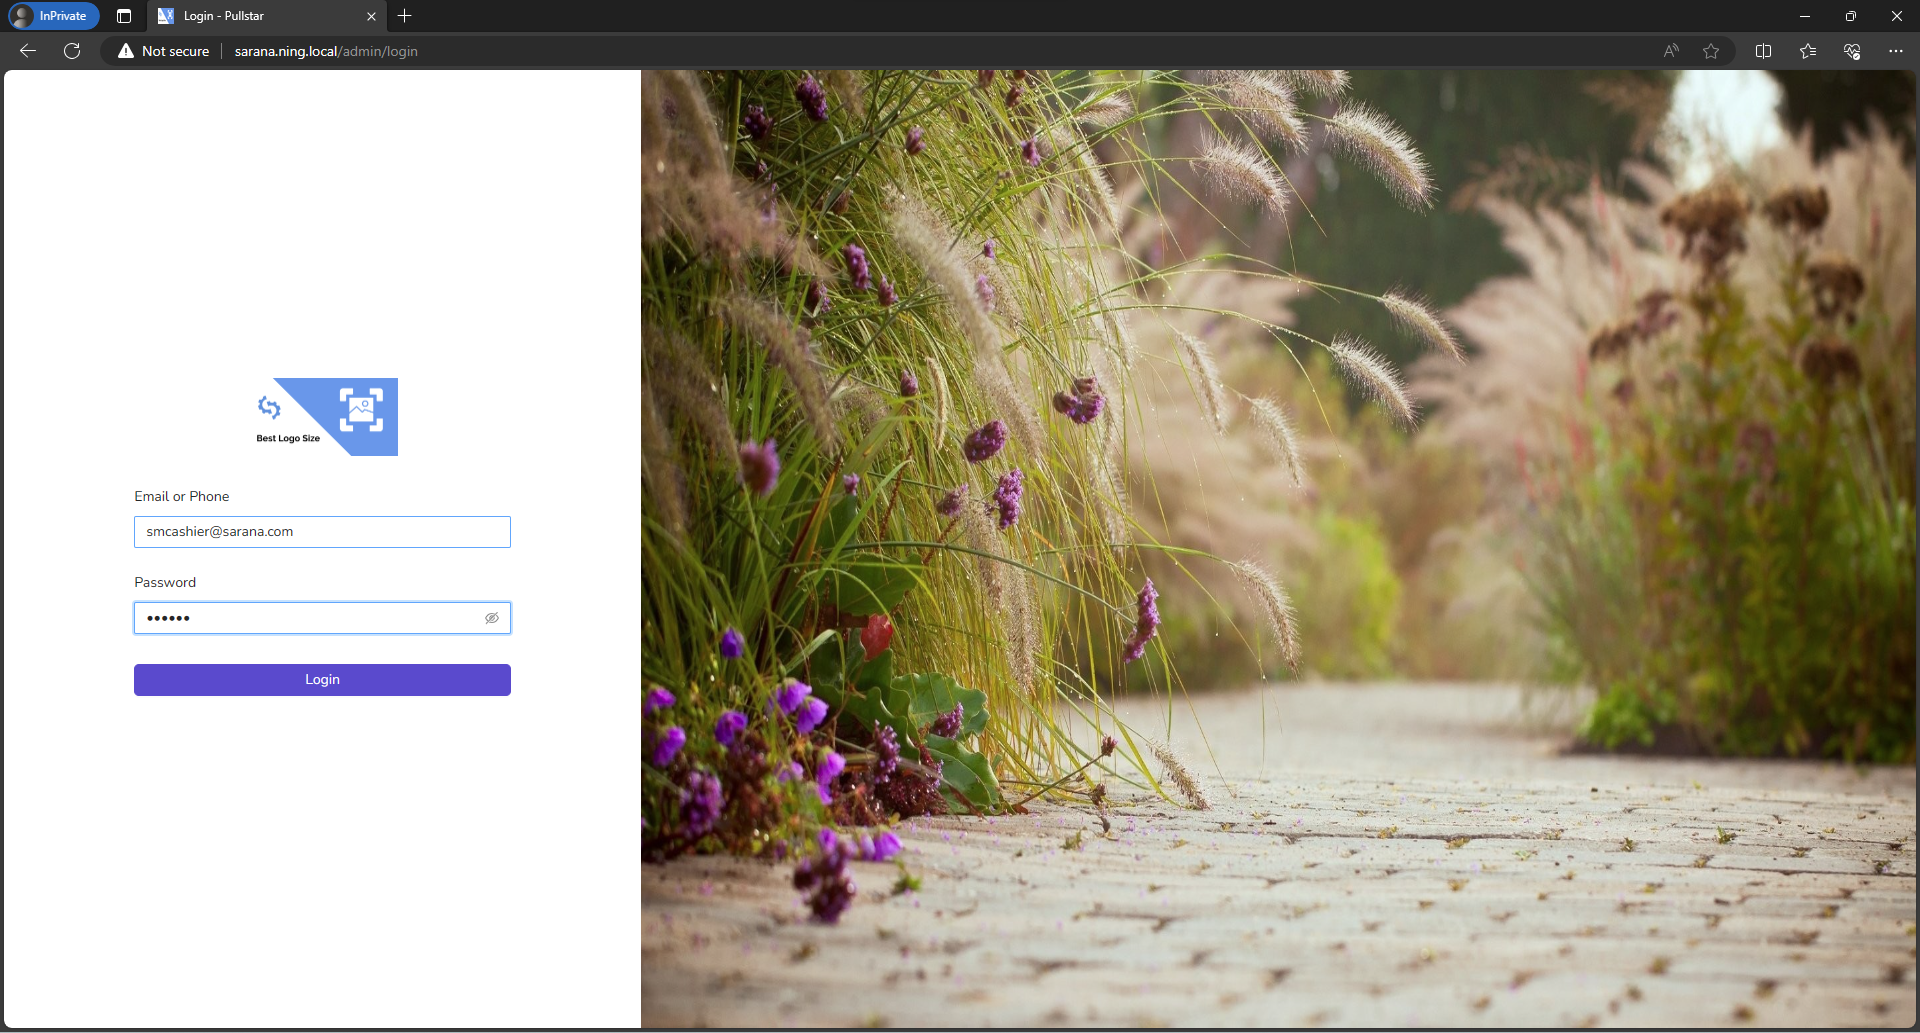 InPrivate
Login - Pullstar
Not secure
sarana.ning.local/admin/login
Best Logo Size
Email or Phone
smcashier@sarana.com
Password
••••••
Login